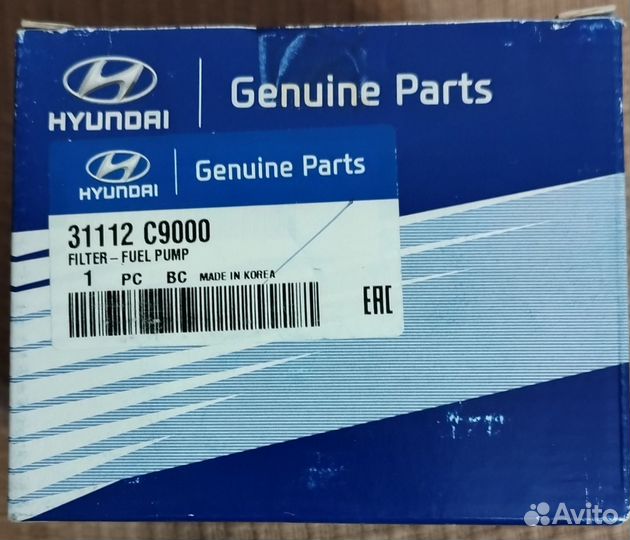 HYUNDAI
Genuine Parts
HYUNDAI
Genuine Parts
31112 C9000
FILTER-FUEL PUMP
1 PC BC MADE IN KOREA
EAC
Avito